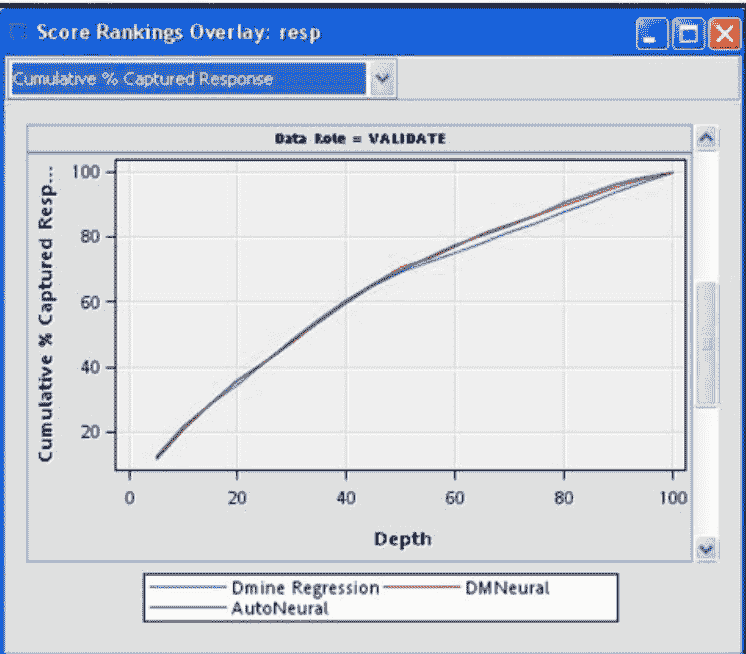 Score Rankings Overlay: resp
Cumulative % Captured Response
Data Role = VALIDATE
Cumulative % Captured Resp...
100
80
60
40
20
0 20 40 60 80 100
Depth
Dmine Regression DMNeural
AutoNeural